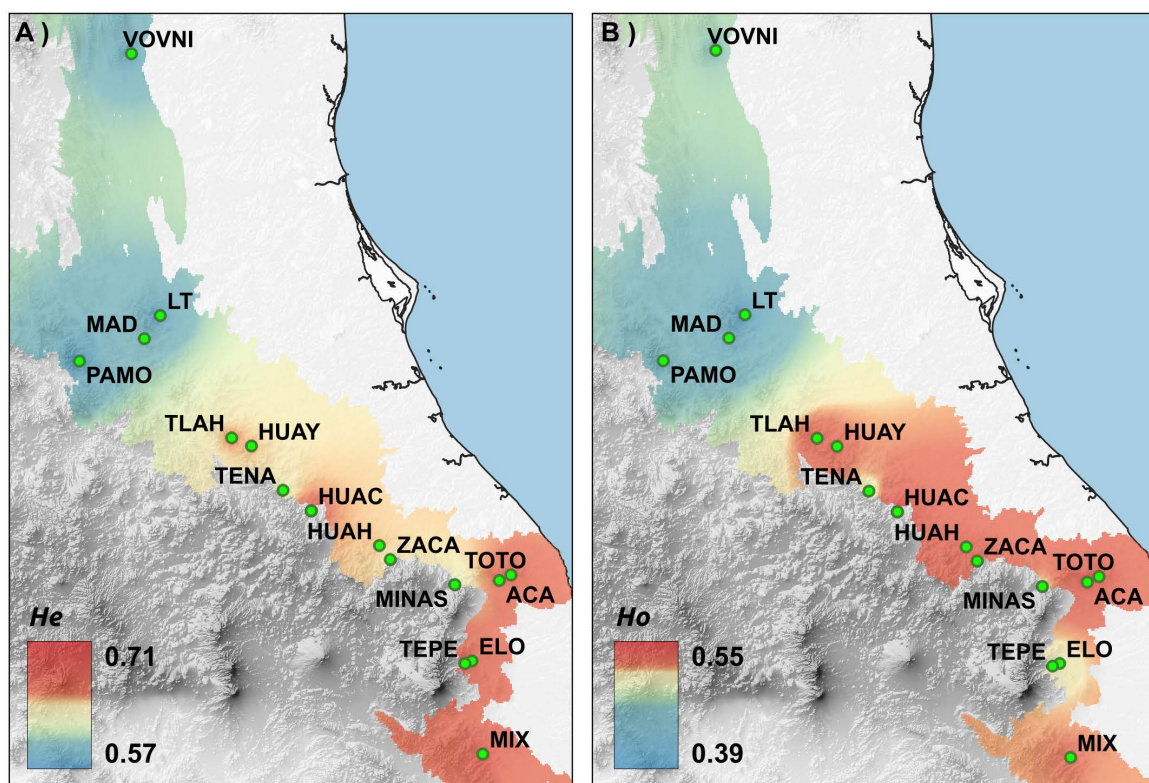 A )
VOVNI
LT
MAD
PAMO
TLAH
HUAY
TENA
HUAC
HUAH
ZACA
TOTO
MINAS
ACA
He
0.71
TEPE
ELO
0.57
MIX
B )
VOVNI
LT
MAD
PAMO
TLAH
HUAY
TENA
HUAC
HUAH
ZACA
TOTO
MINAS
ACA
Ho
0.55
TEPE
ELO
0.39
MIX